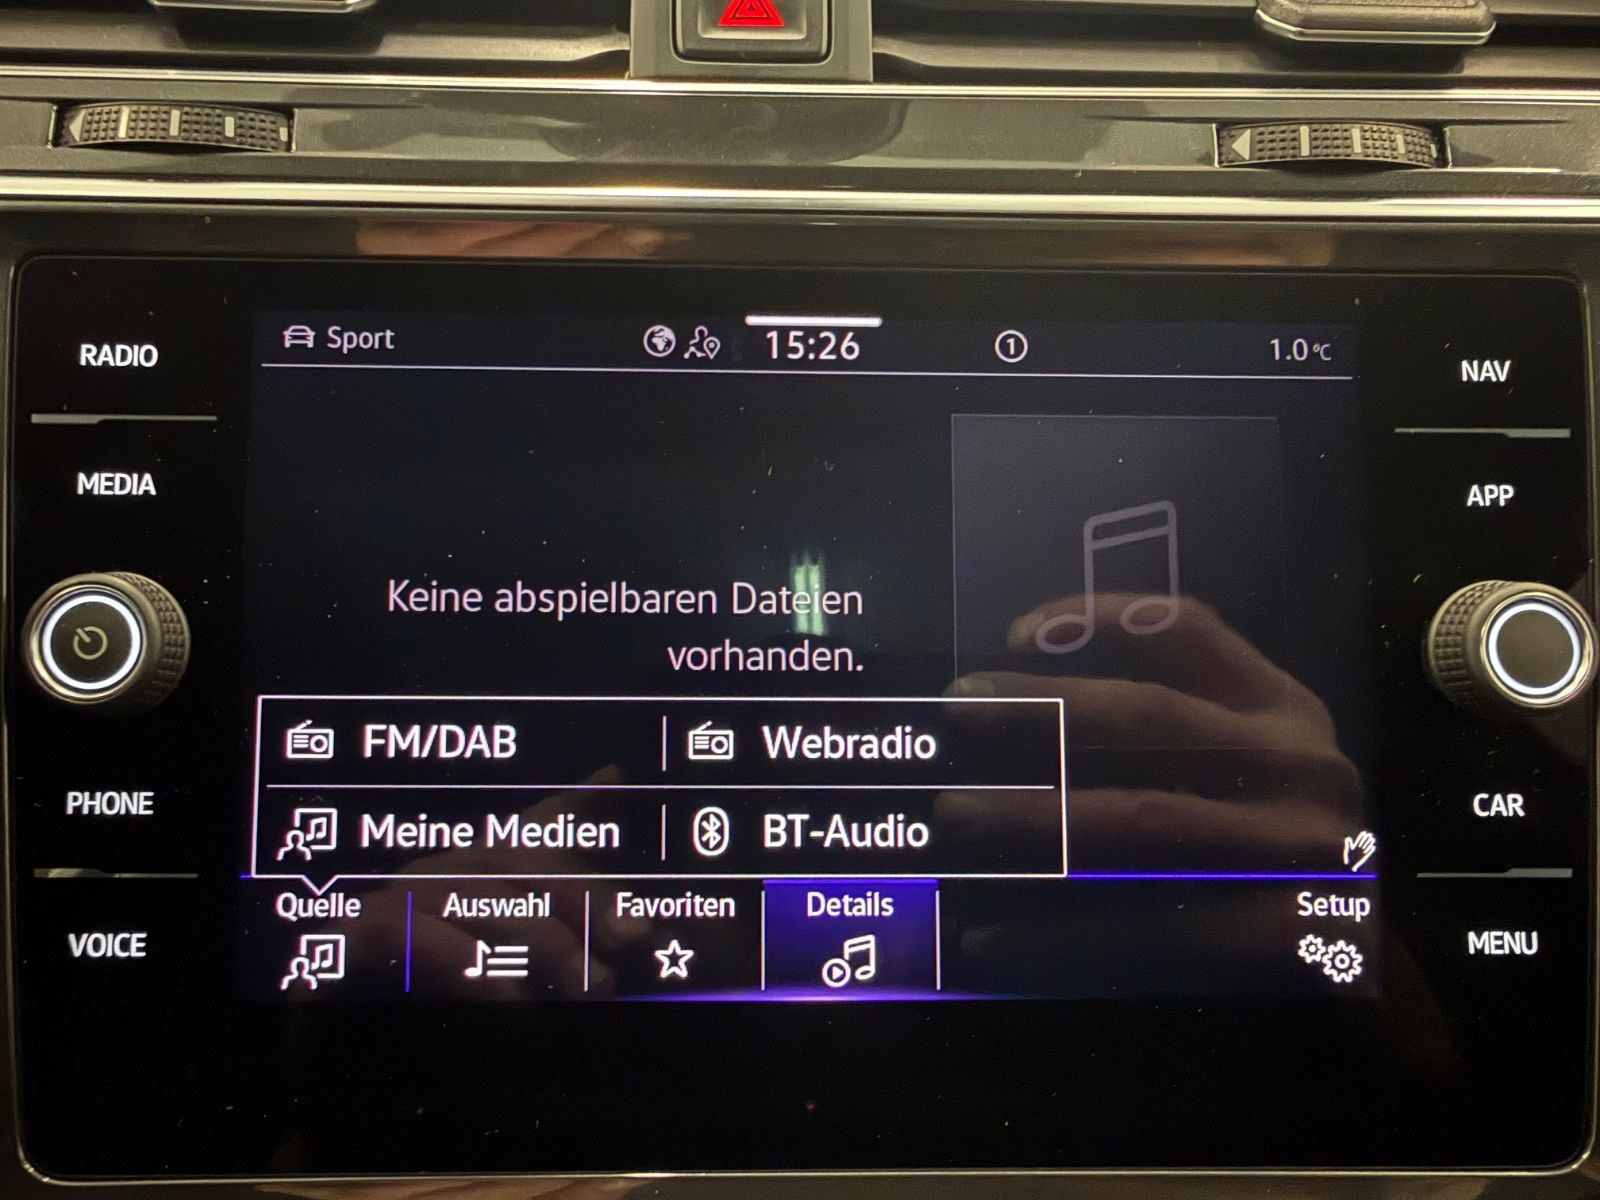 RADIO
MEDIA
PHONE
VOICE
Sport
15:26
1
1.0°C
Keine abspielbaren Dateien
vorhanden.
FM/DAB
Webradio
Meine Medien
BT-Audio
Quelle
Auswahl
Favoriten
Details
Setup
NAV
APP
CAR
MENU